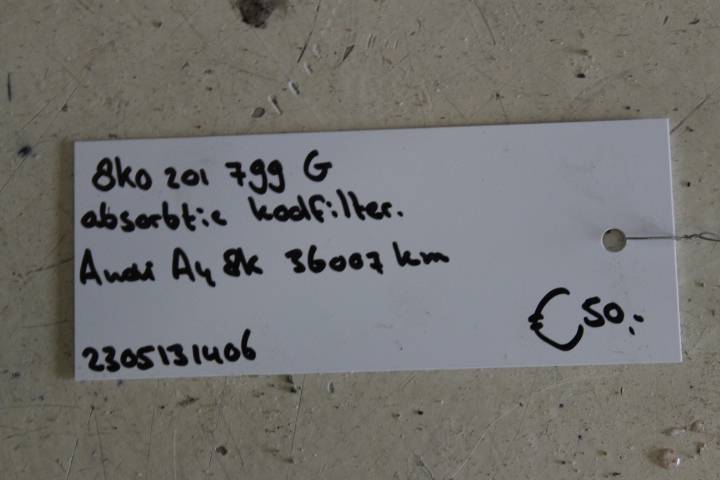 8k0 201 799 G
absorbtie koolfilter.
Audi A4 8k 36007 km
€50,-
2305131406